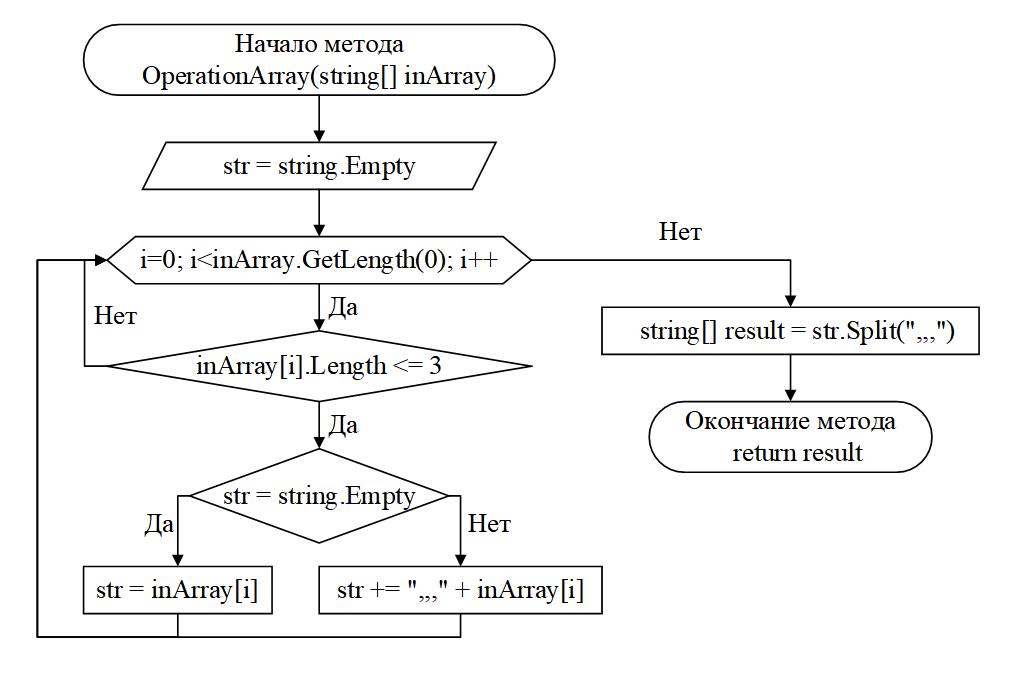 Начало метода
OperationArray(string[] inArray)
str = string.Empty
i=0; i<inArray.GetLength(0); i++
Нет
Да
Нет
string[] result = str.Split(",,,")
inArray[i].Length <= 3
Да
Окончание метода
return result
str = string.Empty
Да
Нет
str = inArray[i]
str += ",,," + inArray[i]